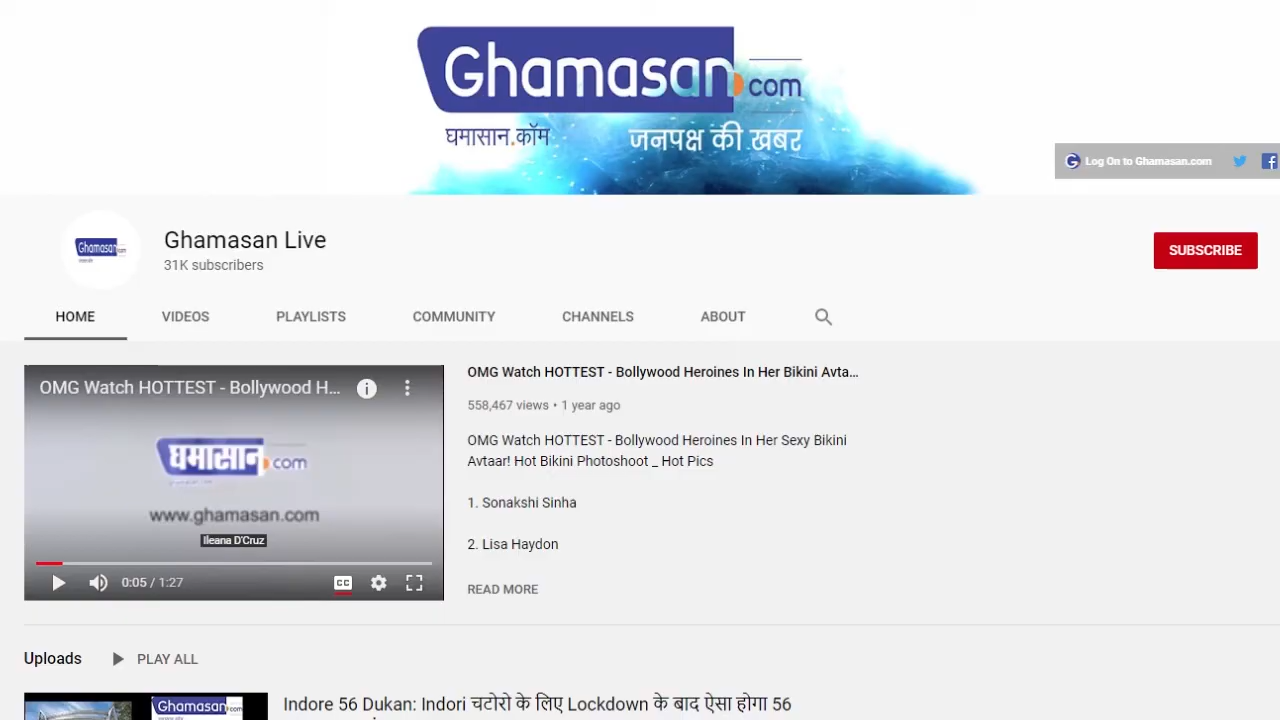 Ghamasan.com
घमासान.कॉम
जनपक्ष की खबर
Log On to Ghamasan.com
Ghamasan
Ghamasan Live
31K subscribers
SUBSCRIBE
HOME VIDEOS PLAYLISTS COMMUNITY CHANNELS ABOUT
OMG Watch HOTTEST - Bollywood H...
घमासान.com
www.ghamasan.com
Ileana D'Cruz
0:05 / 1:27
CC
OMG Watch HOTTEST - Bollywood Heroines In Her Bikini Avta...
558,467 views • 1 year ago
OMG Watch HOTTEST - Bollywood Heroines In Her Sexy Bikini
Avtaar! Hot Bikini Photoshoot _ Hot Pics
1. Sonakshi Sinha
2. Lisa Haydon
READ MORE
Uploads PLAY ALL
Ghamasan.com
Indore 56 Dukan: Indori चटोरो के लिए Lockdown के बाद ऐसा होगा 56